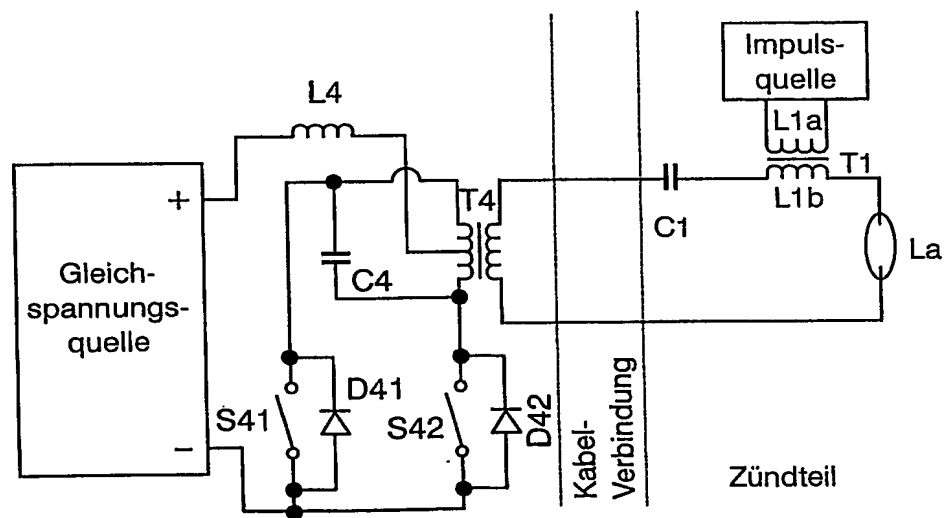 Impuls-
quelle
L4
L1a
T1
L1b
+
T4
C1
La
Gleich-
spannungs-
quelle
C4
S41
D41
S42
D42
Kabel-
Verbindung
−
Zündteil